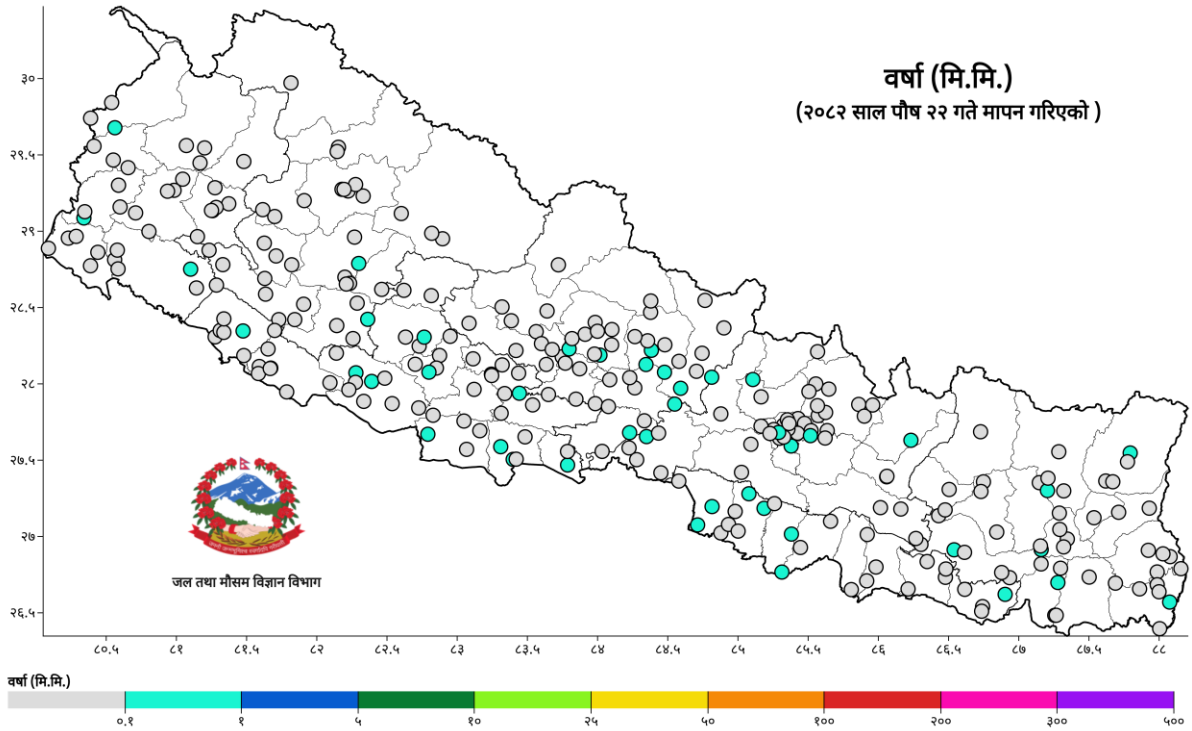 वर्षा (मि.मि.)
(२०८२ साल पौष २२ गते मापन गरिएको )
३०
२९.५
२९
२८.५
२८
२७.५
२७
२६.५
जल तथा मौसम विज्ञान विभाग
८०.५ ८१ ८१.५ ८२ ८२.५ ८३ ८३.५ ८४ ८४.५ ८५ ८५.५ ८६ ८६.५ ८७ ८७.५ ८८
वर्षा (मि.मि.)
०.१ १ ५ १० २५ ५० १०० २०० ३०० ५००